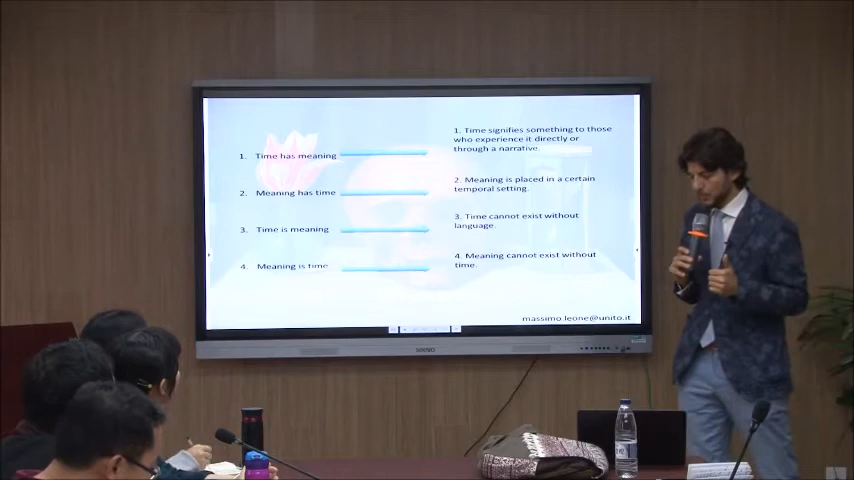 1. Time has meaning
2. Meaning has time
3. Time is meaning
4. Meaning is time
1. Time signifies something to those
who experience it directly or
through a narrative.
2. Meaning is placed in a certain
temporal setting.
3. Time cannot exist without
language.
4. Meaning cannot exist without
time.
massimo.leone@unito.it